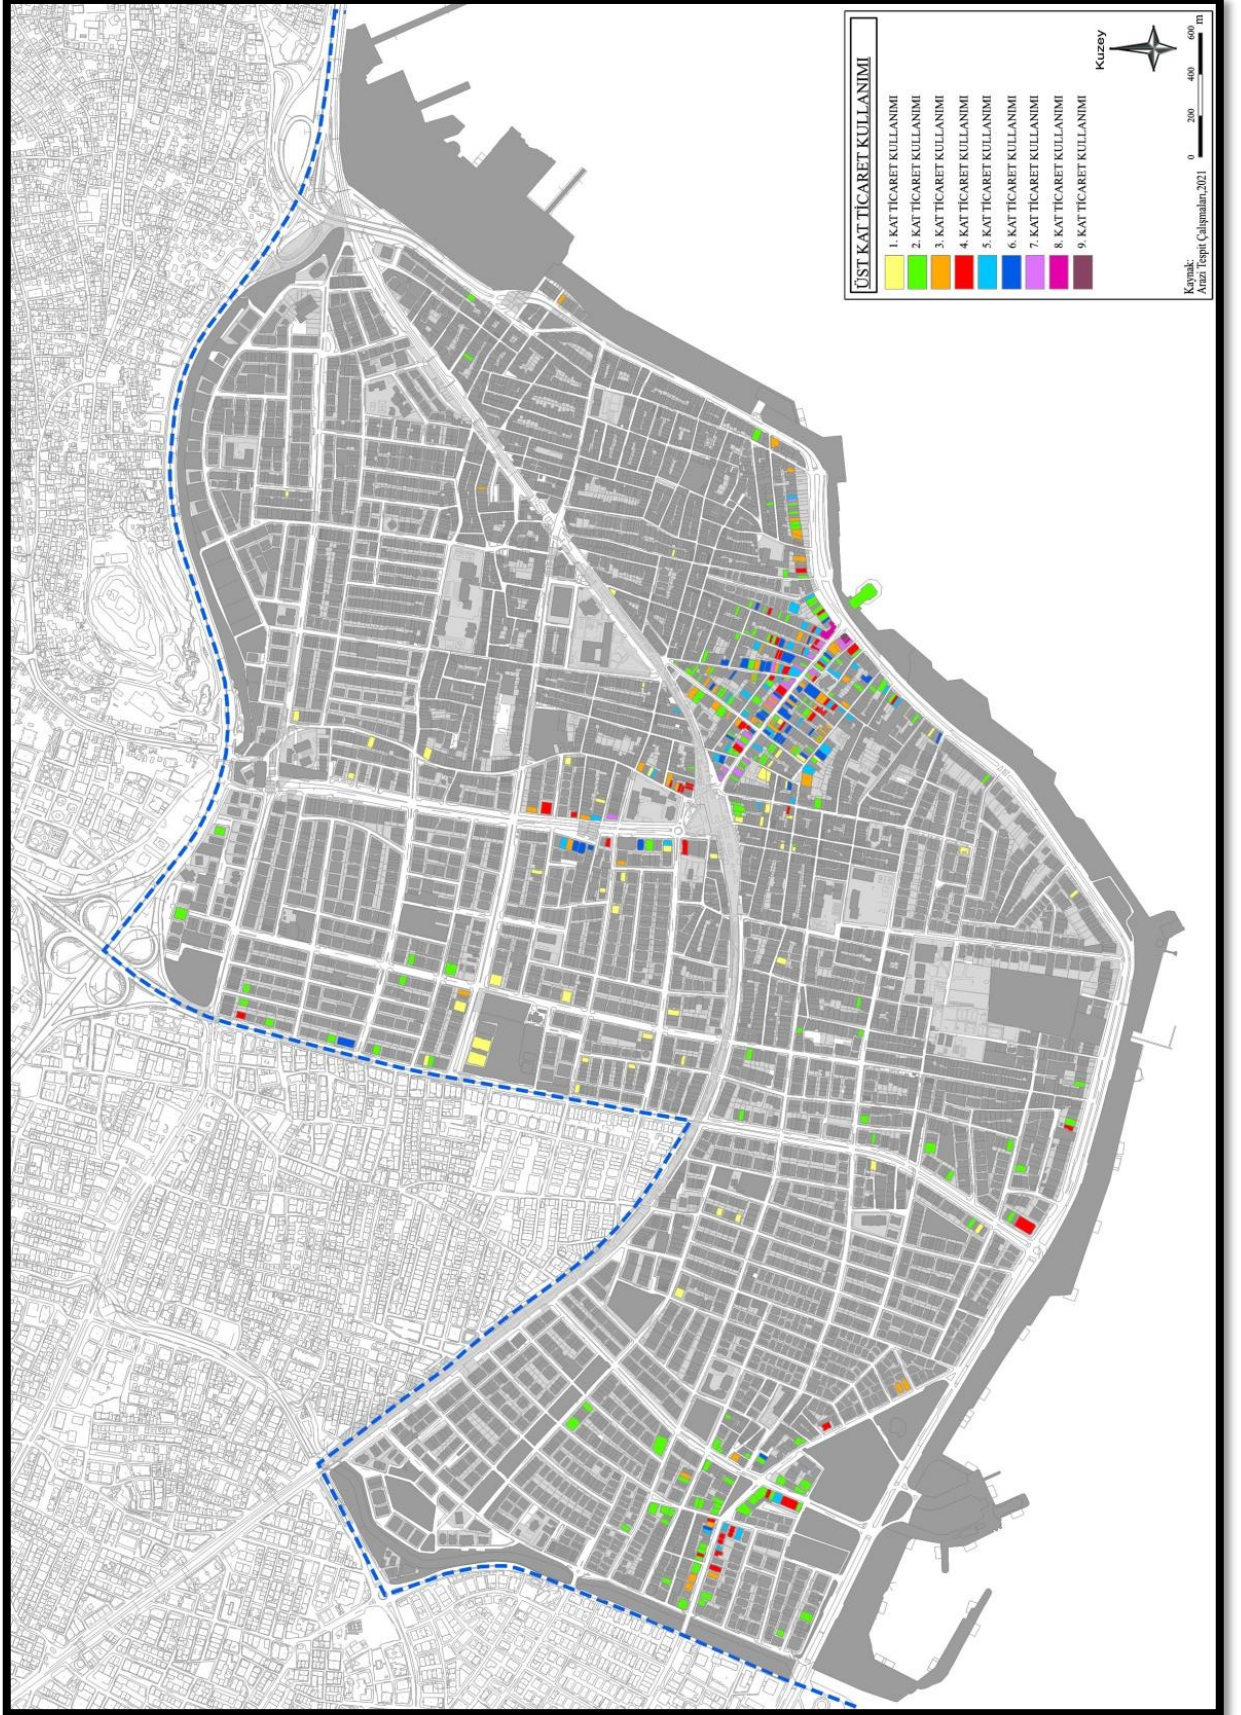 ÜST KAT TİCARET KULLANIMI
1. KAT TİCARET KULLANIMI
2. KAT TİCARET KULLANIMI
3. KAT TİCARET KULLANIMI
4. KAT TİCARET KULLANIMI
5. KAT TİCARET KULLANIMI
6. KAT TİCARET KULLANIMI
7. KAT TİCARET KULLANIMI
8. KAT TİCARET KULLANIMI
9. KAT TİCARET KULLANIMI
Kuzey
0 200 400 600 m
Kaynak:
Arazi Tespit Çalışmaları,2021